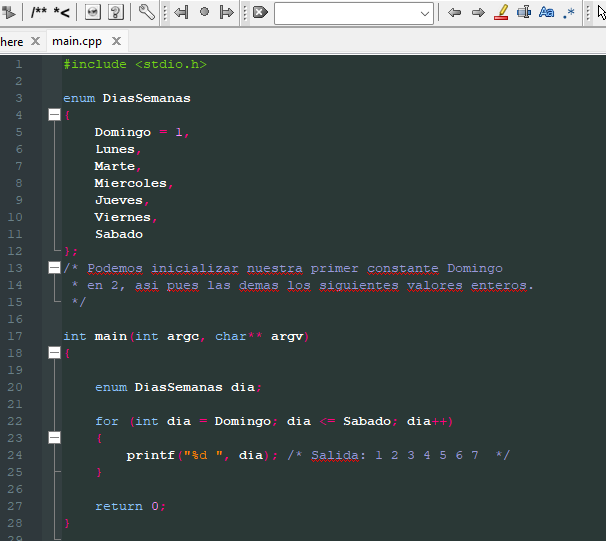 /** *<
here X main.cpp X
1 #include <stdio.h>
2
3 enum DiasSemanas
4 {
5 Domingo = 1,
6 Lunes,
7 Marte,
8 Miercoles,
9 Jueves,
10 Viernes,
11 Sabado
12 };
13 /* Podemos inicializar nuestra primer constante Domingo
14 * en 2, asi pues las demas los siguientes valores enteros.
15 */
16
17 int main(int argc, char** argv)
18 {
19
20 enum DiasSemanas dia;
21
22 for (int dia = Domingo; dia <= Sabado; dia++)
23 {
24 printf("%d ", dia); /* Salida: 1 2 3 4 5 6 7 */
25 }
26
27 return 0;
28 }
29